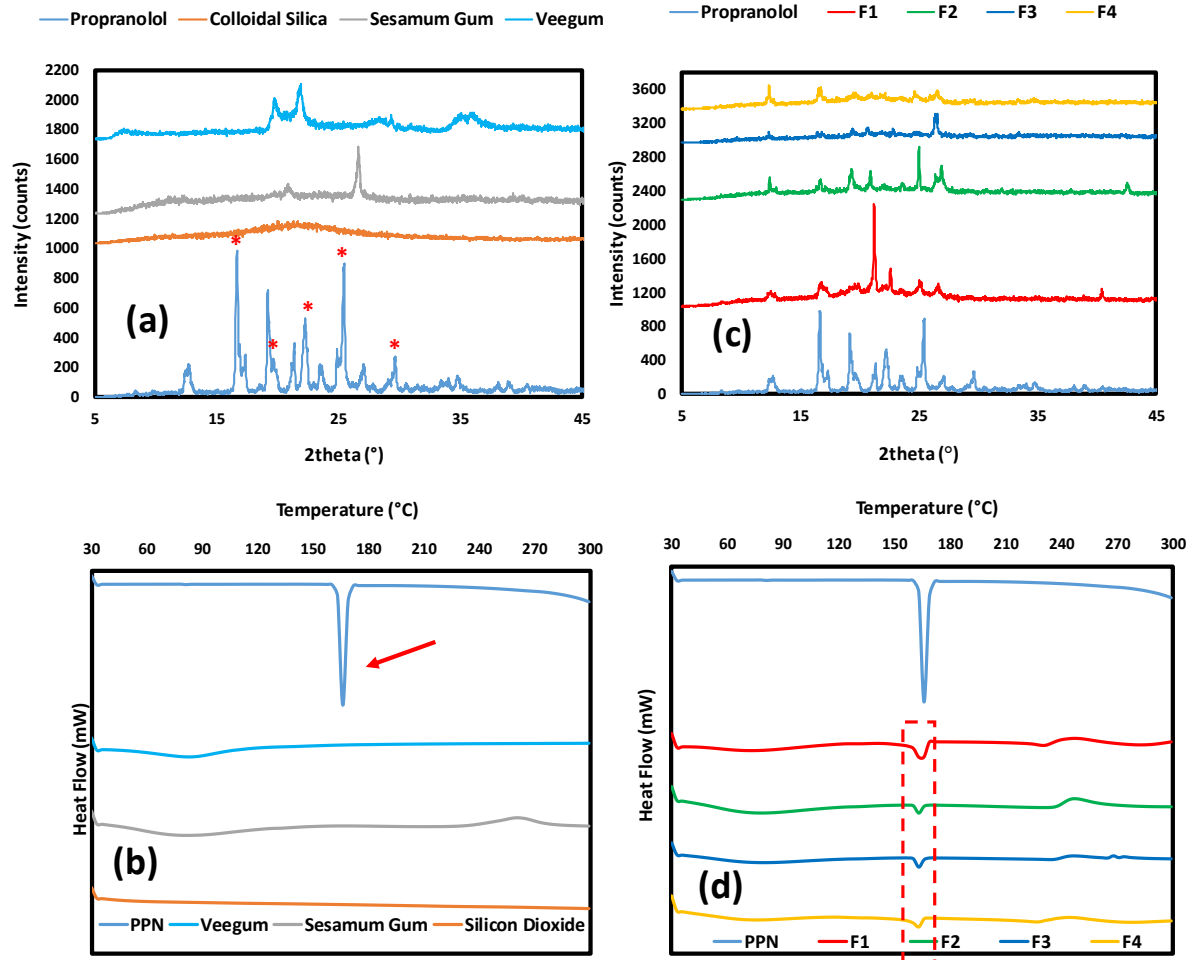 Propranolol Colloidal Silica Sesamum Gum Veegum
2200
2000
1800
1600
1400
1200
1000
800
600
400
200
0
Intensity (counts)
*
*
*
*
*
(a)
5 15 25 35 45
2theta (°)
Propranolol F1 F2 F3 F4
3600
3200
2800
2400
2000
1600
1200
800
400
0
Intensity (counts)
(c)
5 15 25 35 45
2theta (°)
Temperature (°C)
30 60 90 120 150 180 210 240 270 300
Heat Flow (mW)
(b)
PPN Veegum Sesamum Gum Silicon Dioxide
Temperature (°C)
30 60 90 120 150 180 210 240 270 300
Heat Flow (mW)
(d)
PPN F1 F2 F3 F4